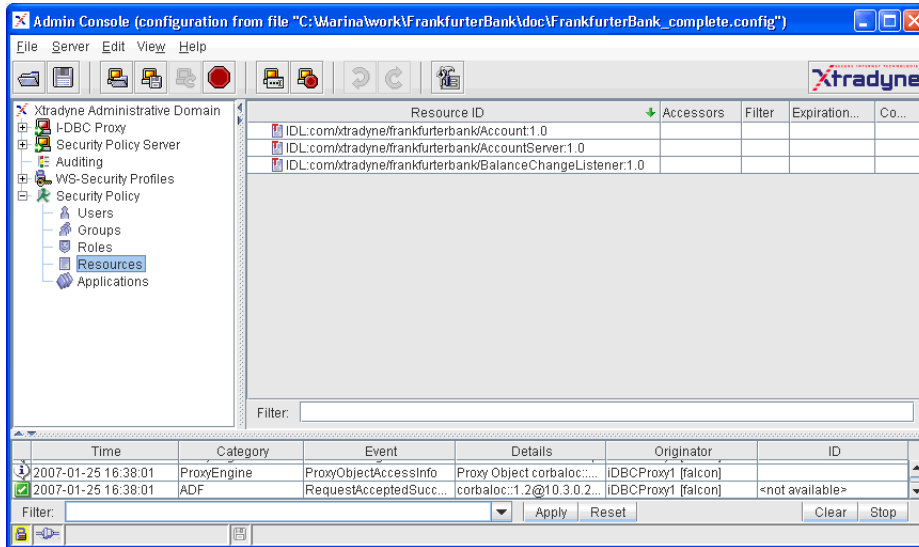 Admin Console (configuration from file "C:\Marina\work\FrankfurterBank\doc\FrankfurterBank_complete.config")
File Server Edit View Help
Xtradyne
Xtradyne Administrative Domain
I-DBC Proxy
Security Policy Server
Auditing
WS-Security Profiles
Security Policy
Users
Groups
Roles
Resources
Applications
Resource ID Accessors Filter Expiration... Co...
IDL:com/xtradyne/frankfurterbank/Account:1.0
IDL:com/xtradyne/frankfurterbank/AccountServer:1.0
IDL:com/xtradyne/frankfurterbank/BalanceChangeListener:1.0
Filter:
Time Category Event Details Originator ID
2007-01-25 16:38:01 ProxyEngine ProxyObjectAccessInfo Proxy Object corbaloc::... iDBCProxy1 [falcon]
2007-01-25 16:38:01 ADF RequestAcceptedSucc... corbaloc::1.2@10.3.0.2... iDBCProxy1 [falcon] <not available>
Filter: Apply Reset Clear Stop